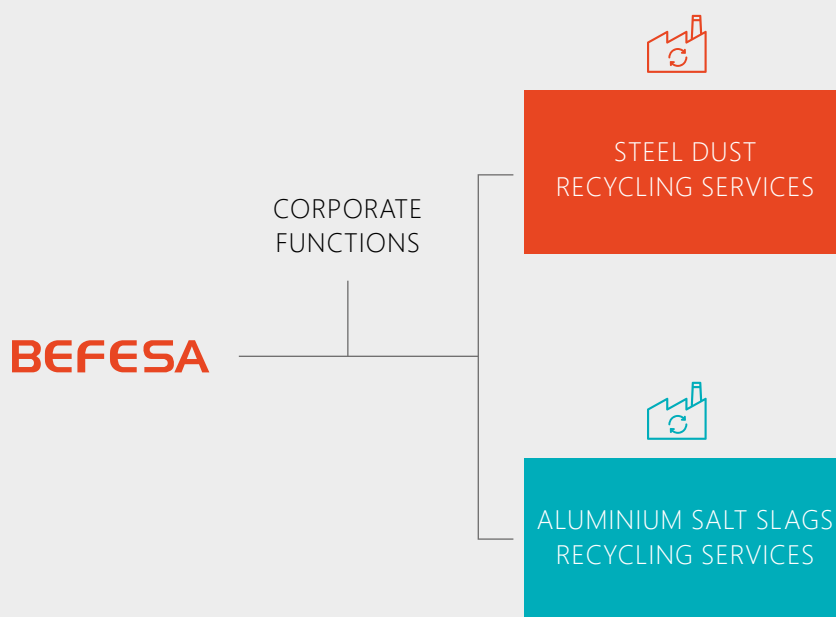 STEEL DUST
RECYCLING SERVICES
CORPORATE
FUNCTIONS
BEFESA
ALUMINIUM SALT SLAGS
RECYCLING SERVICES